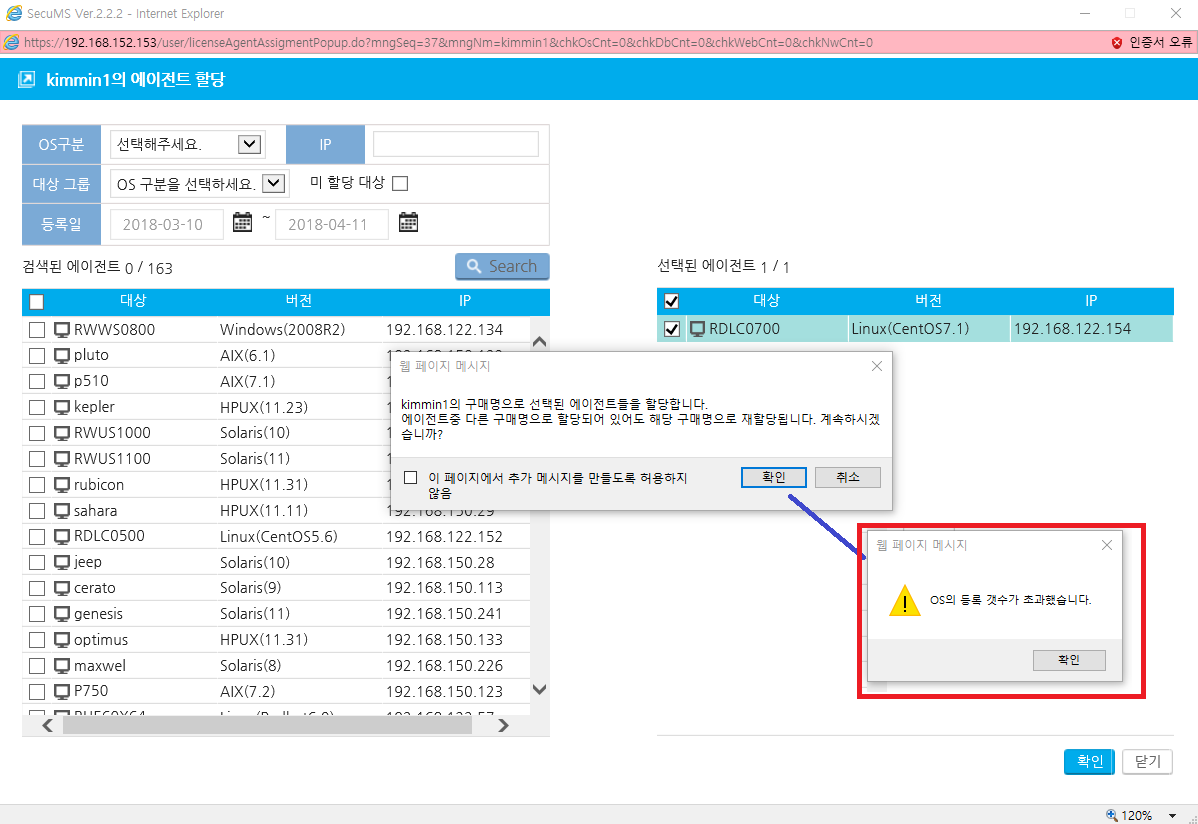 SecuMS Ver.2.2.2 - Internet Explorer
https://192.168.152.153/user/licenseAgentAssigmentPopup.do?mngSeq=37&mngNm=kimmin1&chkOsCnt=0&chkDbCnt=0&chkWebCnt=0&chkNwCnt=0 인증서 오류
kimmin1의 에이전트 할당
OS구분 선택해주세요. IP
대상 그룹 OS 구분을 선택하세요. 미 할당 대상
등록일 2018-03-10 ~ 2018-04-11
검색된 에이전트 0 / 163 Search
대상 버전 IP
RWWS0800 Windows(2008R2) 192.168.122.134
pluto AIX(6.1)
p510 AIX(7.1)
kepler HPUX(11.23)
RWUS1000 Solaris(10)
RWUS1100 Solaris(11)
rubicon HPUX(11.31)
sahara HPUX(11.11) 192.168.150.29
RDLC0500 Linux(CentOS5.6) 192.168.122.152
jeep Solaris(10) 192.168.150.28
cerato Solaris(9) 192.168.150.113
genesis Solaris(11) 192.168.150.241
optimus HPUX(11.31) 192.168.150.133
maxwel Solaris(8) 192.168.150.226
P750 AIX(7.2) 192.168.150.123
선택된 에이전트 1 / 1
대상 버전 IP
RDLC0700 Linux(CentOS7.1) 192.168.122.154
웹 페이지 메시지
kimmin1의 구매명으로 선택된 에이전트들을 할당합니다.
에이전트중 다른 구매명으로 할당되어 있어도 해당 구매명으로 재할당됩니다. 계속하시겠
습니까?
이 페이지에서 추가 메시지를 만들도록 허용하지
않음
확인 취소
웹 페이지 메시지
OS의 등록 갯수가 초과했습니다.
확인
확인 닫기
120%